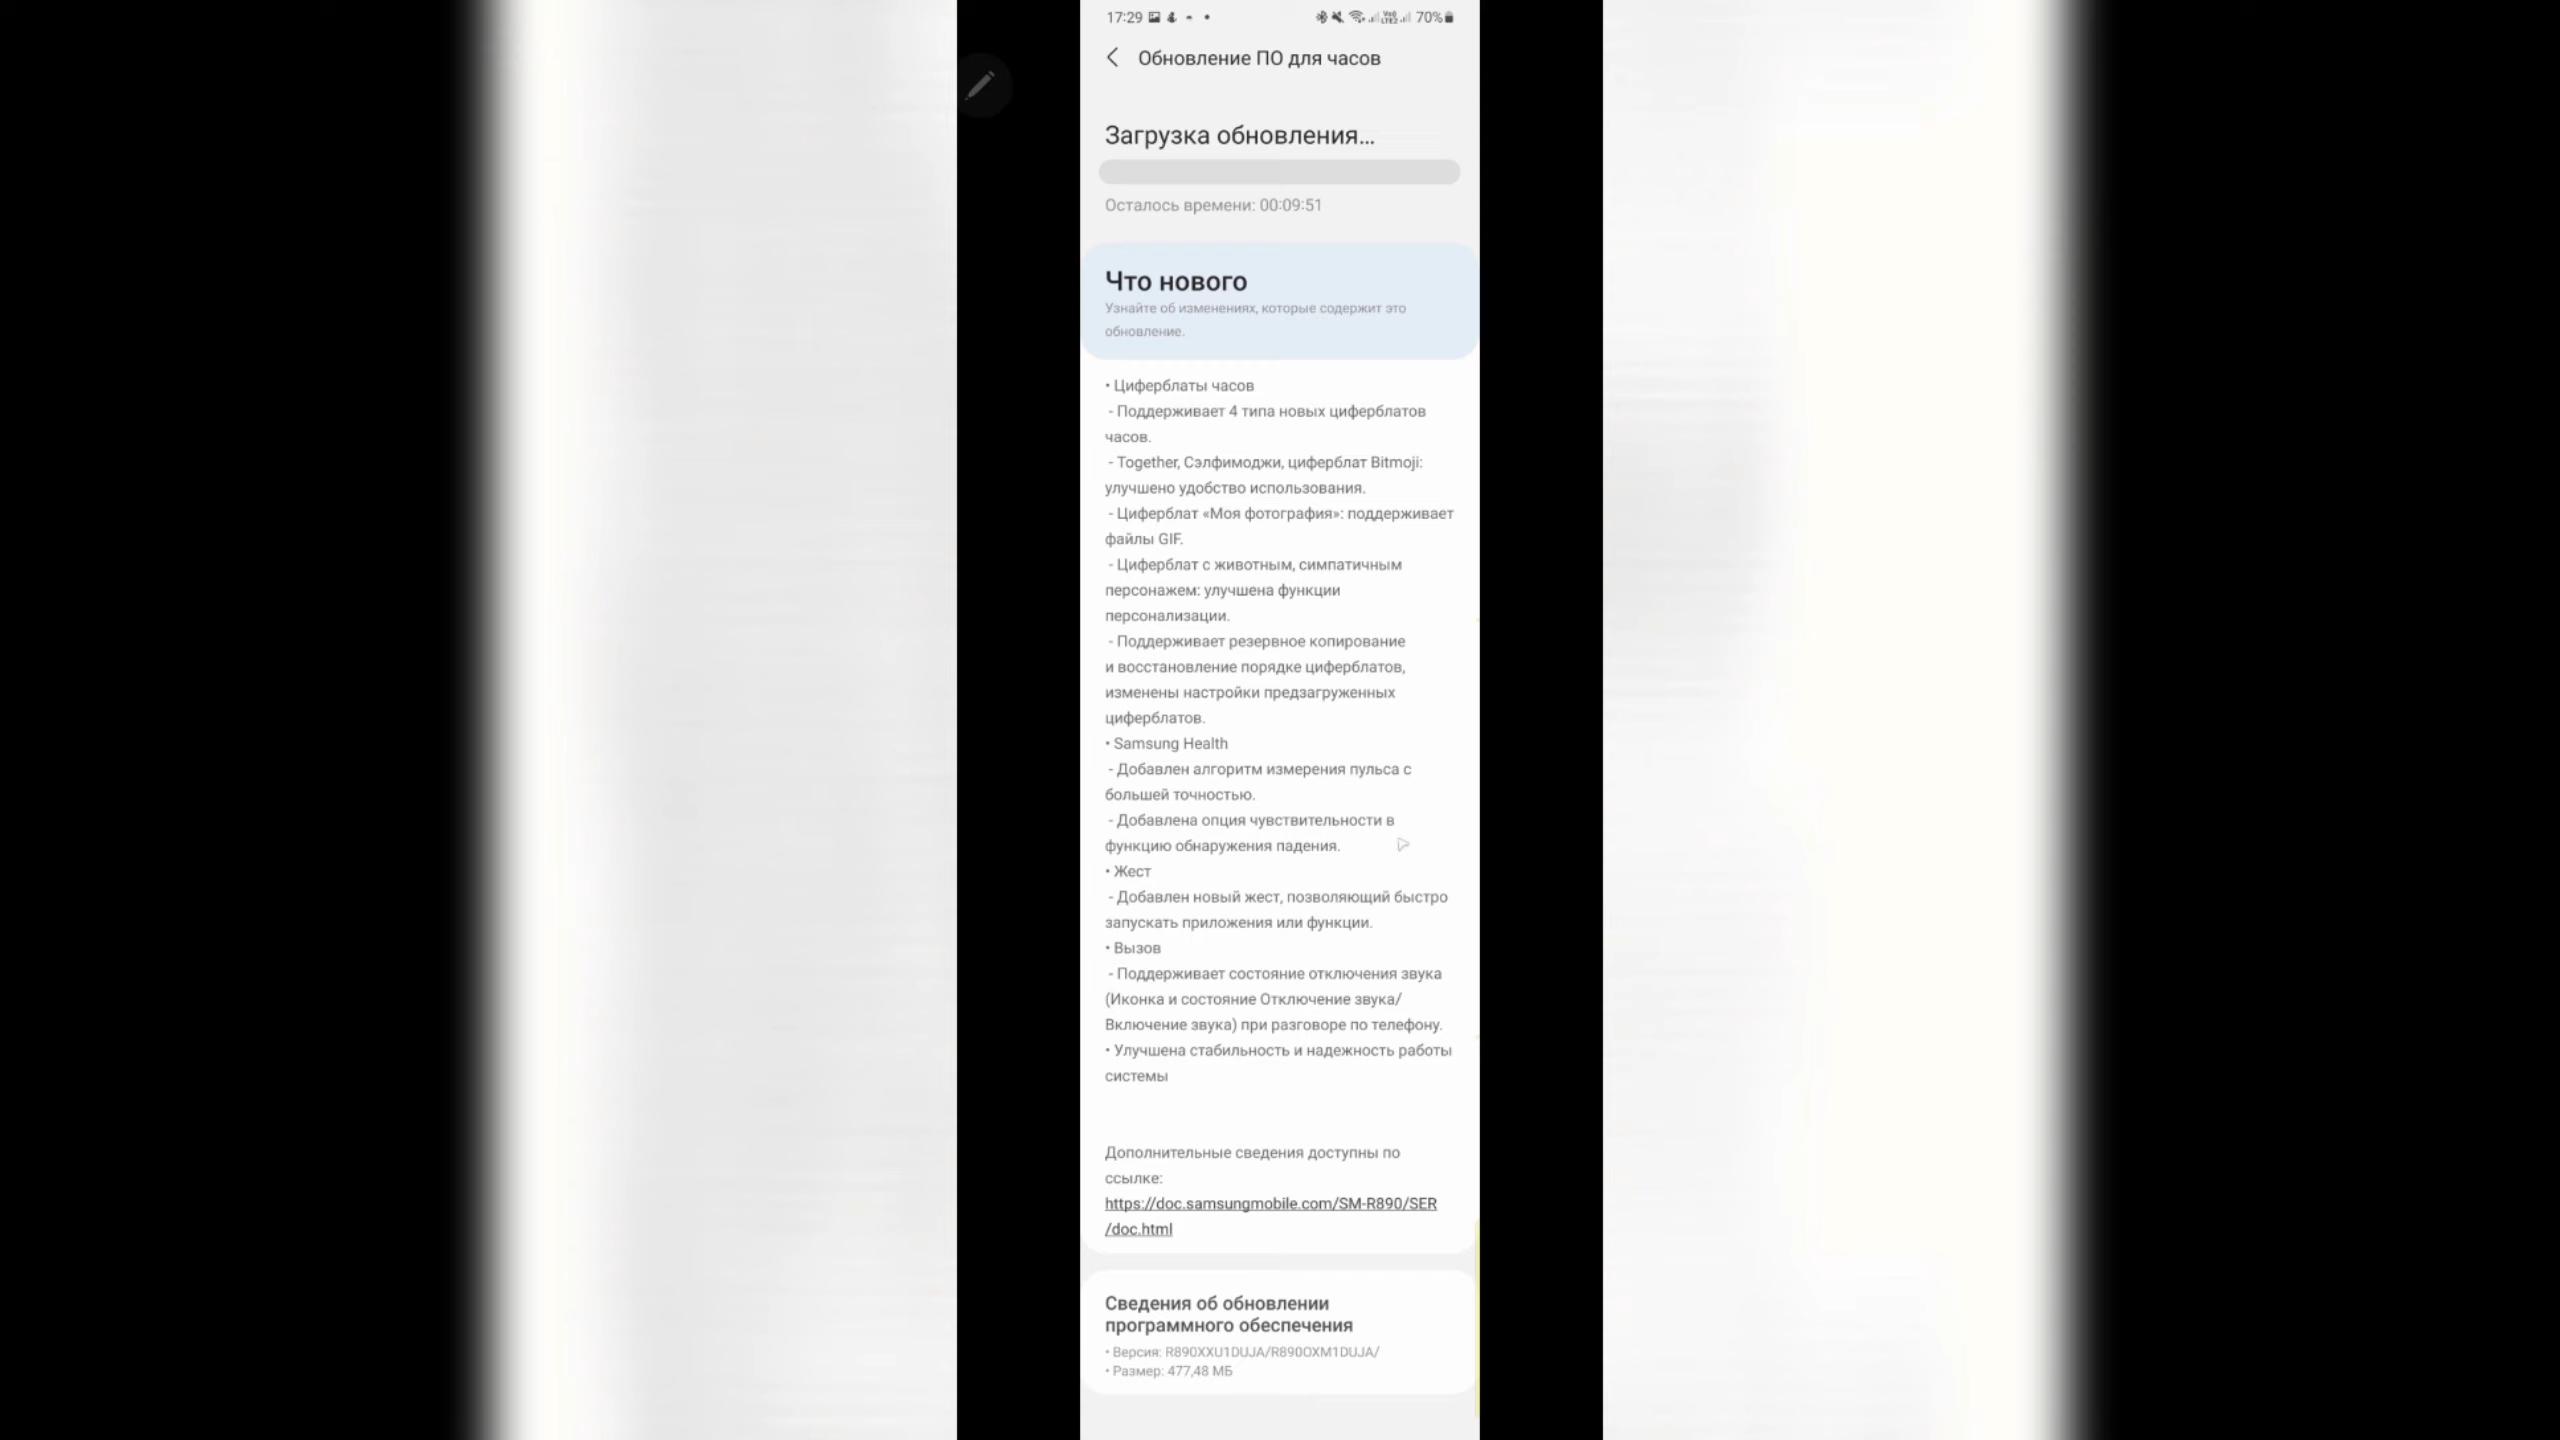 17:29
70%
Обновление ПО для часов
Загрузка обновления...
Осталось времени: 00:09:51
Что нового
Узнайте об изменениях, которые содержит это
обновление.
• Циферблаты часов
- Поддерживает 4 типа новых циферблатов
часов.
- Together, Сэлфимоджи, циферблат Bitmoji:
улучшено удобство использования.
- Циферблат «Моя фотография»: поддерживает
файлы GIF.
- Циферблат с животным, симпатичным
персонажем: улучшена функции
персонализации.
- Поддерживает резервное копирование
и восстановление порядке циферблатов,
изменены настройки предзагруженных
циферблатов.
• Samsung Health
- Добавлен алгоритм измерения пульса с
большей точностью.
- Добавлена опция чувствительности в
функцию обнаружения падения.
• Жест
- Добавлен новый жест, позволяющий быстро
запускать приложения или функции.
• Вызов
- Поддерживает состояние отключения звука
(Иконка и состояние Отключение звука/
Включение звука) при разговоре по телефону.
• Улучшена стабильность и надежность работы
системы
Дополнительные сведения доступны по
ссылке:
https://doc.samsungmobile.com/SM-R890/SER
/doc.html
Сведения об обновлении
программного обеспечения
• Версия: R890XXU1DUJA/R890OXM1DUJA/
• Размер: 477,48 МБ